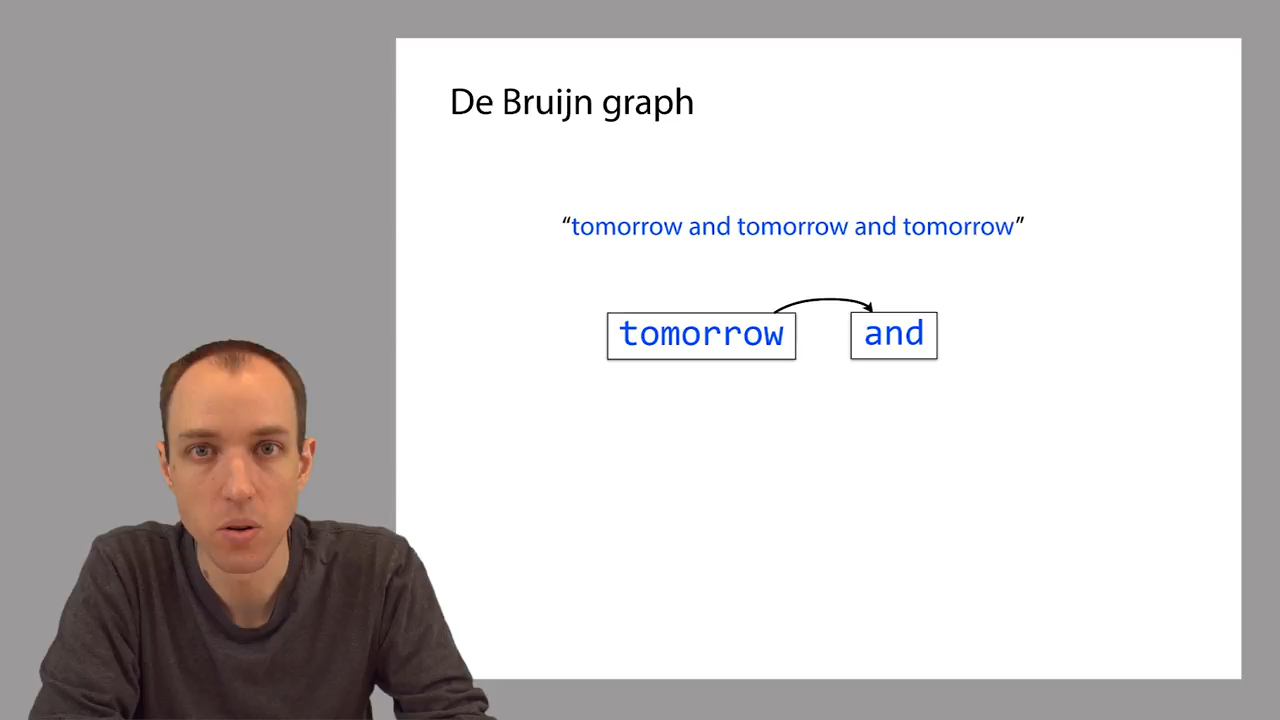 De Bruijn graph
“tomorrow and tomorrow and tomorrow”
tomorrow and